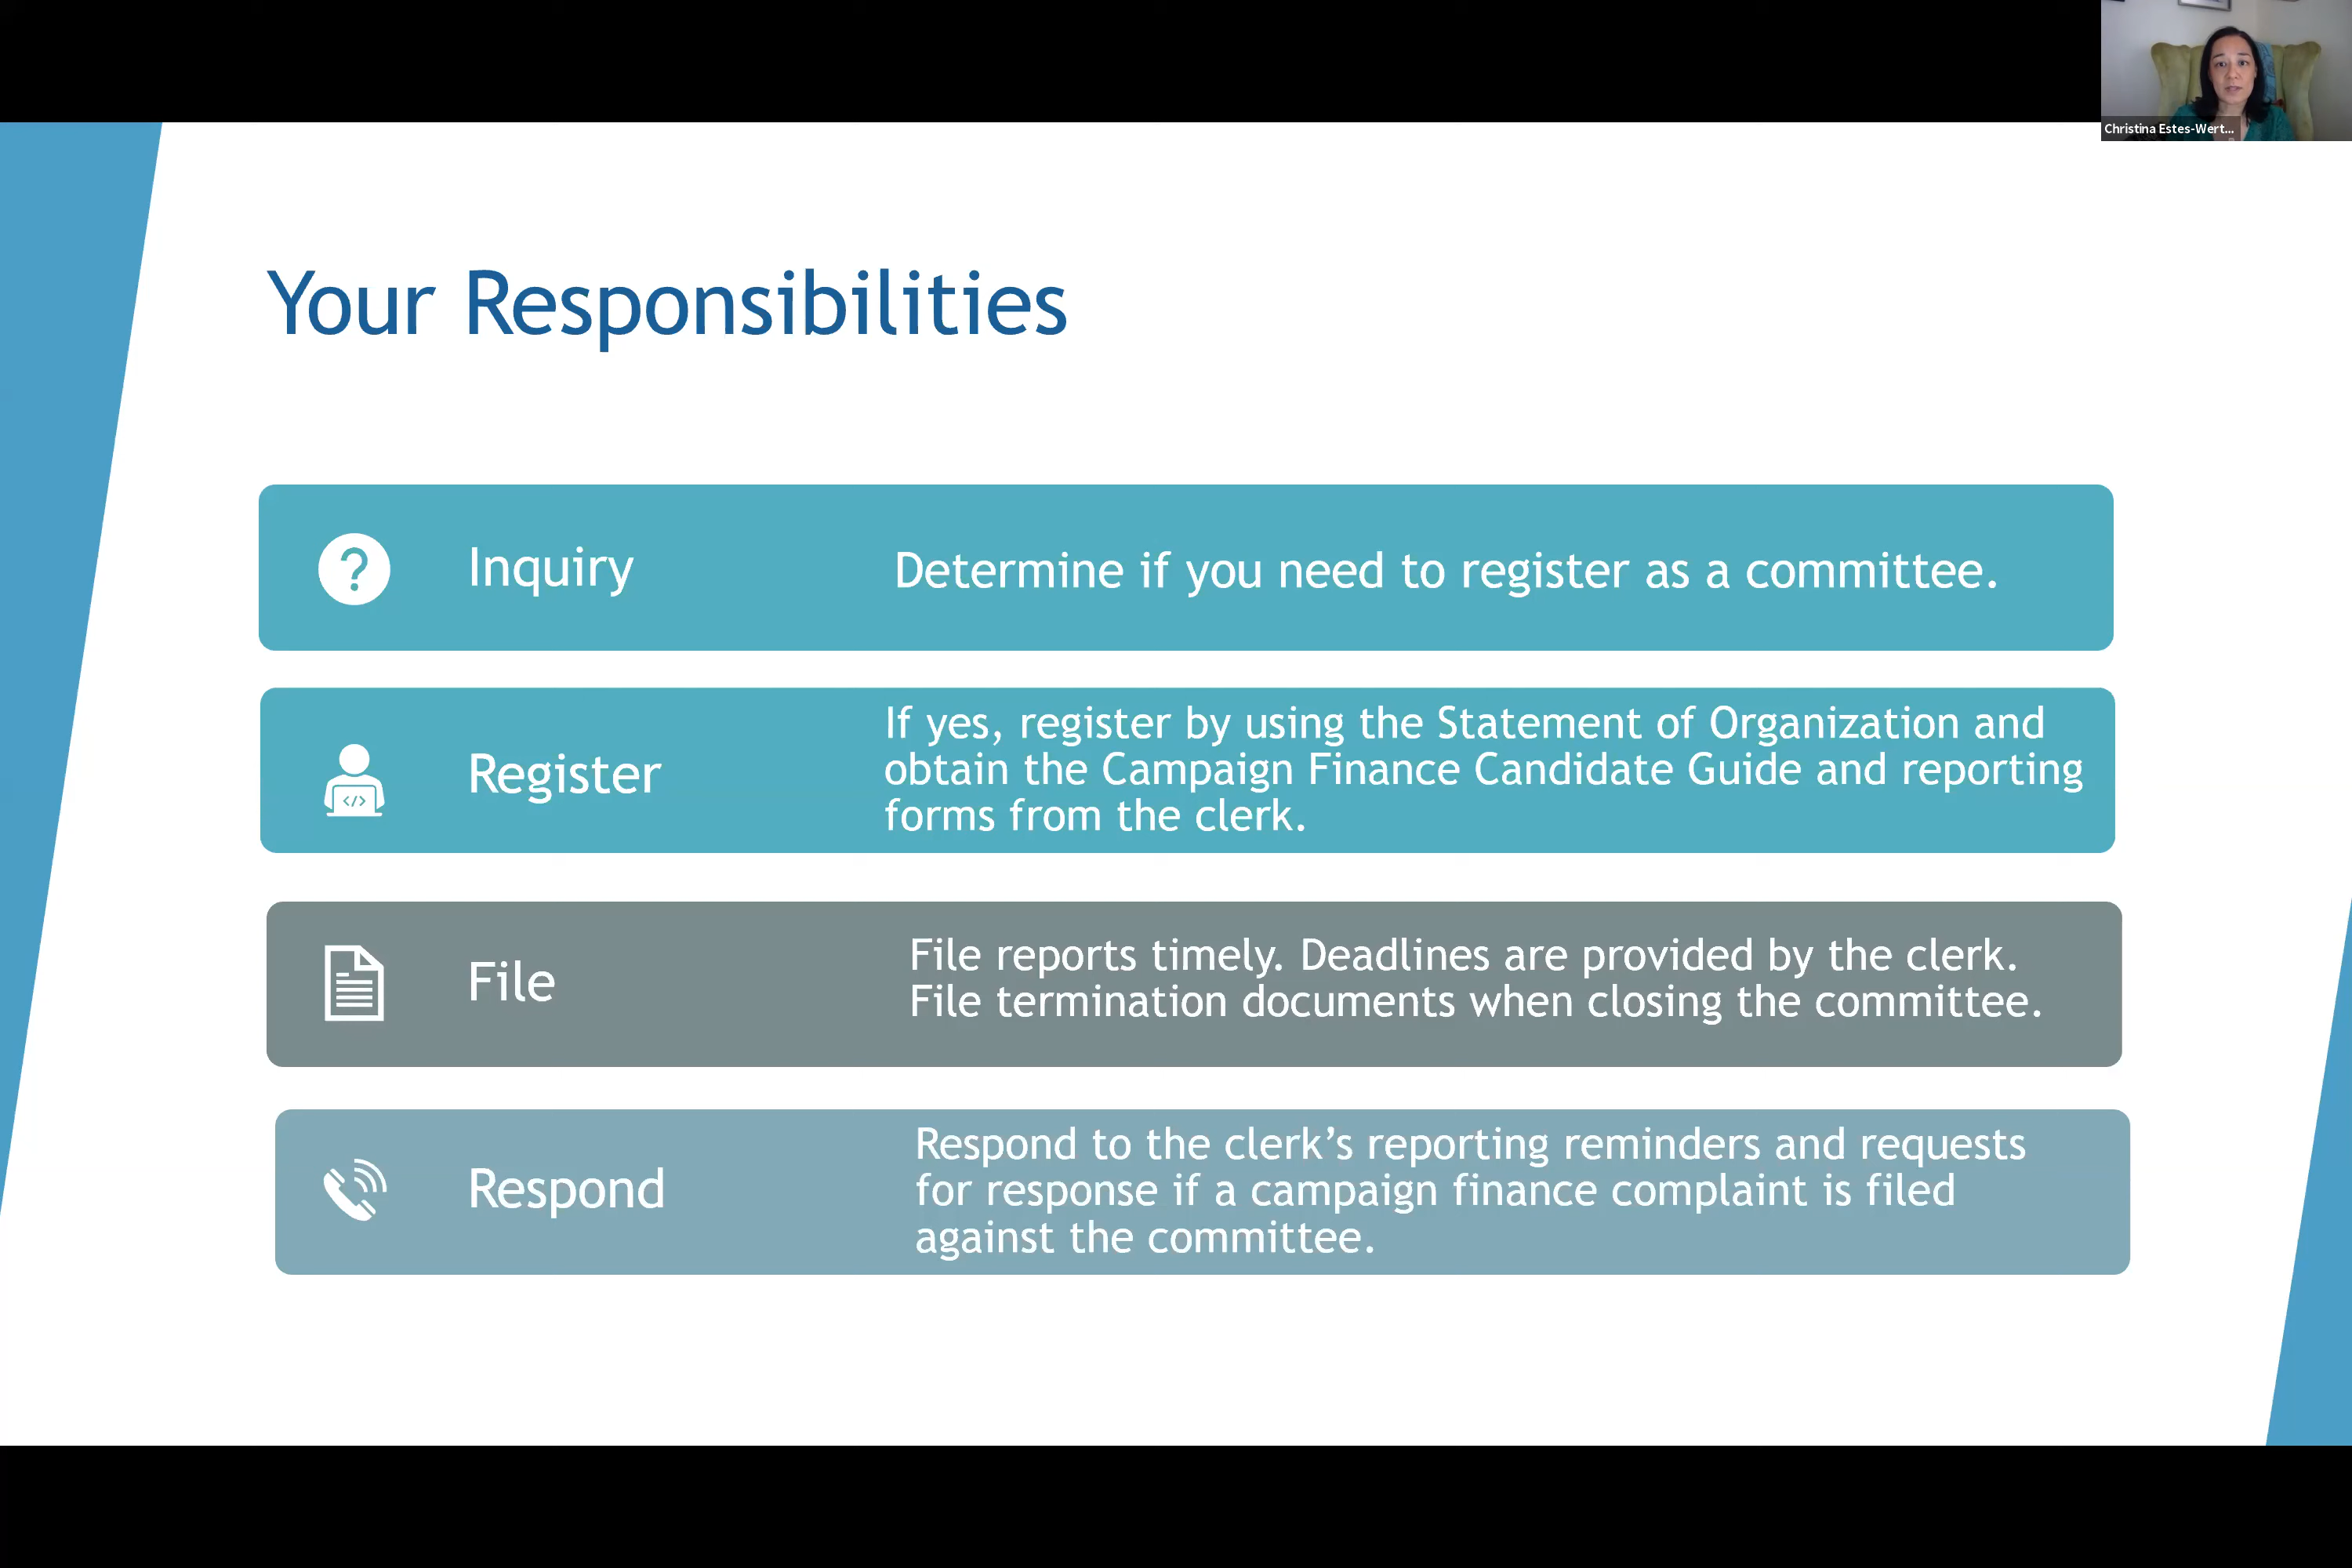 Christina Estes-Wert...
Your Responsibilities
?
Inquiry
Determine if you need to register as a committee.
</>
Register
If yes, register by using the Statement of Organization and
obtain the Campaign Finance Candidate Guide and reporting
forms from the clerk.
File
File reports timely. Deadlines are provided by the clerk.
File termination documents when closing the committee.
Respond
Respond to the clerk’s reporting reminders and requests
for response if a campaign finance complaint is filed
against the committee.